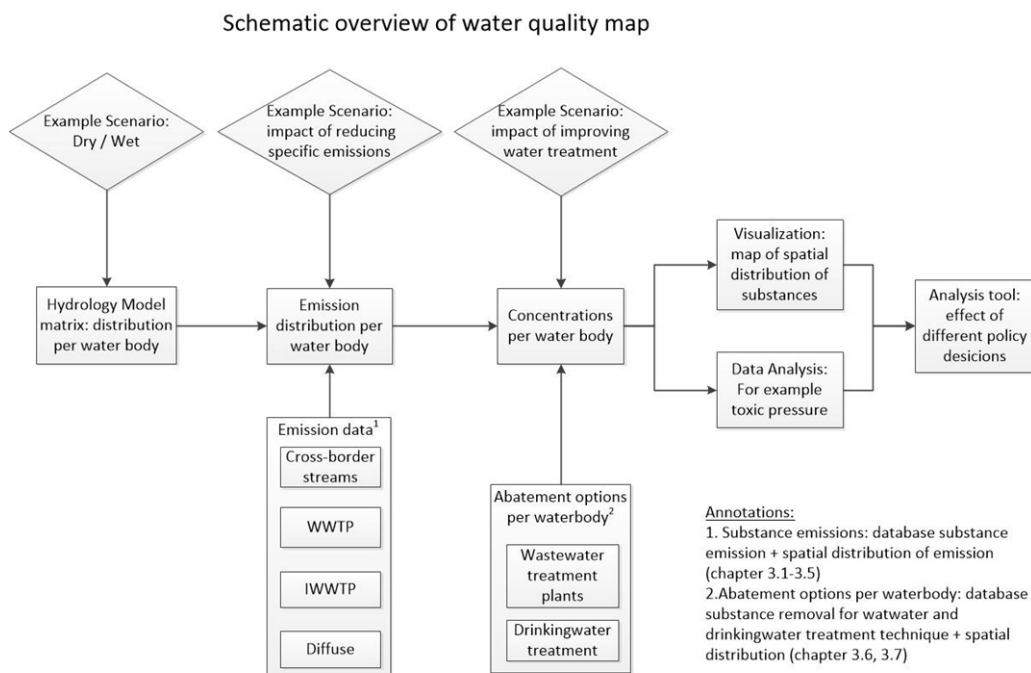 Schematic overview of water quality map
Example Scenario:
Dry / Wet
Example Scenario:
impact of reducing
specific emissions
Example Scenario:
impact of improving
water treatment
Hydrology Model
matrix: distribution
per water body
Emission
distribution per
water body
Concentrations
per water body
Visualization:
map of spatial
distribution of
substances
Data Analysis:
For example
toxic pressure
Analysis tool:
effect of
different policy
desicions
Emission data1
Cross-border
streams
WWTP
IWWTP
Diffuse
Abatement options
per waterbody2
Wastewater
treatment
plants
Drinkingwater
treatment
Annotations:
1. Substance emissions: database substance
emission + spatial distribution of emission
(chapter 3.1-3.5)
2.Abatement options per waterbody: database
substance removal for watwater and
drinkingwater treatment technique + spatial
distribution (chapter 3.6, 3.7)